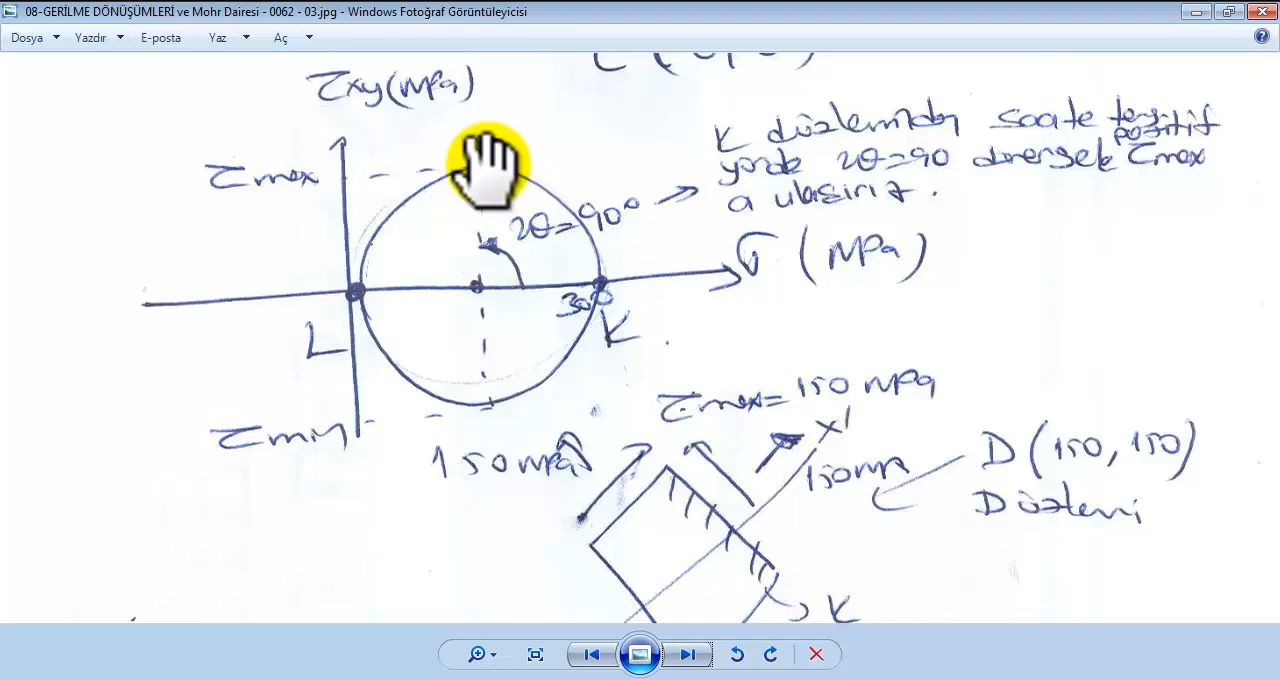 08-GERİLME DÖNÜŞÜMLERİ ve Mohr Dairesi - 0062 - 03.jpg - Windows Fotoğraf Görüntüleyicisi
Dosya Yazdır E-posta Yaz Aç
τxy(MPa)
K düzleminden saate ters pozitif
yönde 2θ=90 dönersek τmax
a ulaşırız.
τmax
2θ=90°
σ (MPa)
300
L
K
τmin
τmax=150 MPa
150 MPa
x'
150 MPa
D (150, 150)
Düzlemi
K